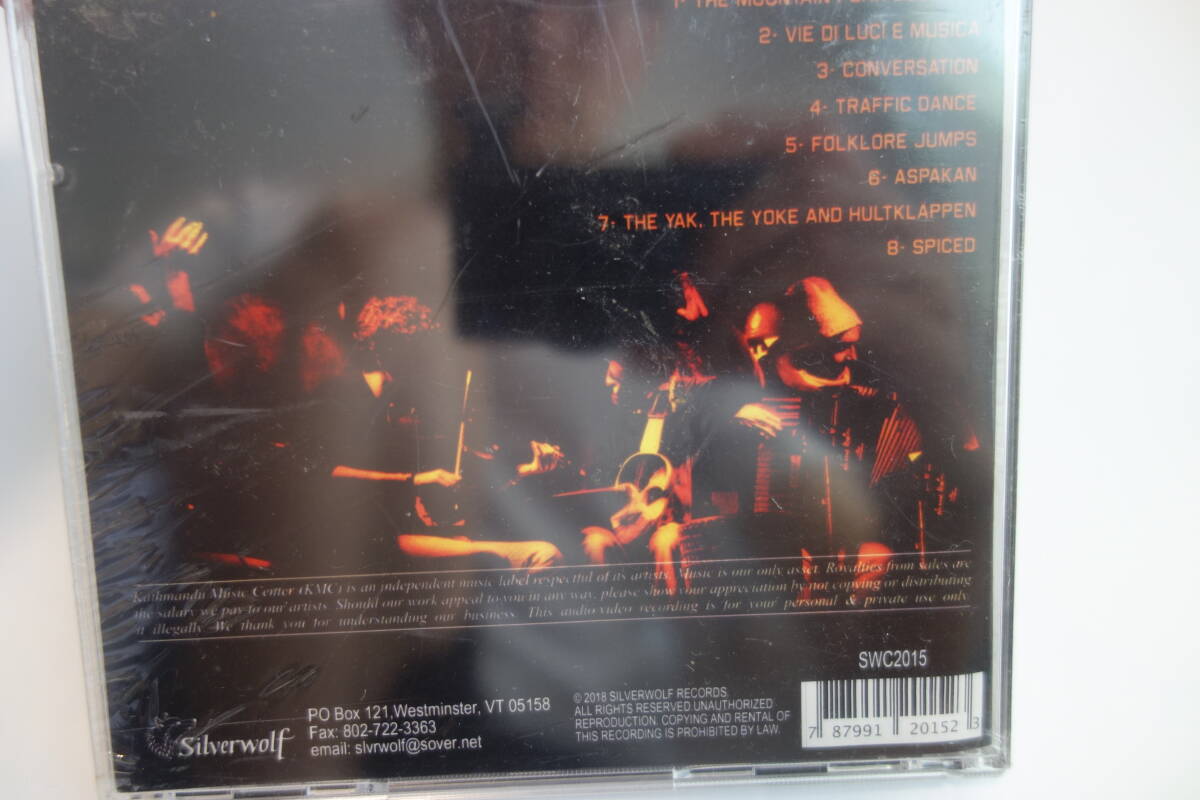 1- THE MOUNTAIN
2- VIE DI LUCI E MUSICA
3- CONVERSATION
4- TRAFFIC DANCE
5- FOLKLORE JUMPS
6- ASPAKAN
7- THE YAK, THE YOKE AND HULTKLAPPEN
8- SPICED
Kathmandu Music Center (KMC) is an independent music label respectful of its artists. Music is our only asset. Royalties from sales are
the salary we pay to our artists. Should our work appeal to you in any way, please show your appreciation by not copying or distributing
it illegally. We thank you for understanding our business. This audio/video recording is for your personal & private use only.
SWC2015
Silverwolf
PO Box 121,Westminster, VT 05158
Fax: 802-722-3363
email: slvrwolf@sover.net
© 2018 SILVERWOLF RECORDS.
ALL RIGHTS RESERVED UNAUTHORIZED
REPRODUCTION. COPYING AND RENTAL OF
THIS RECORDING IS PROHIBITED BY LAW.
7 87991 20152 3